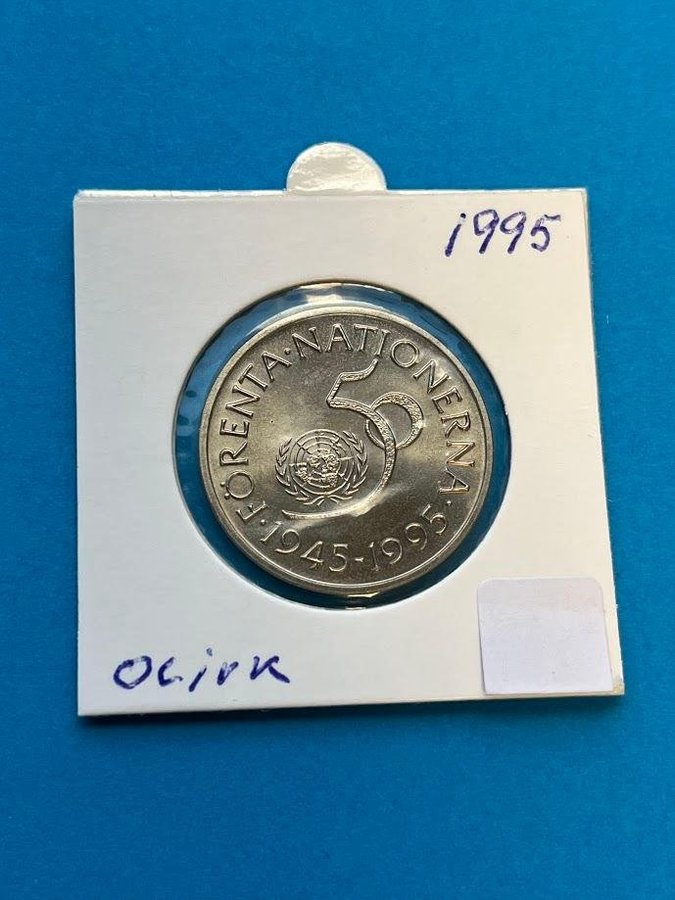 1995
FÖRENTA·NATIONERNA
50
·1945-1995·
Ocirk